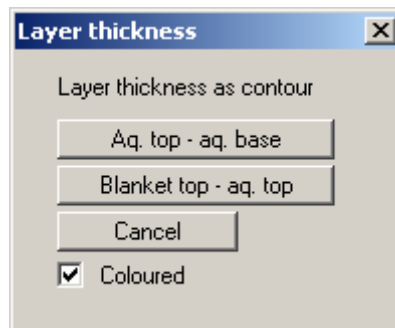 Layer thickness
Layer thickness as contour
Aq. top - aq. base
Blanket top - aq. top
Cancel
Coloured